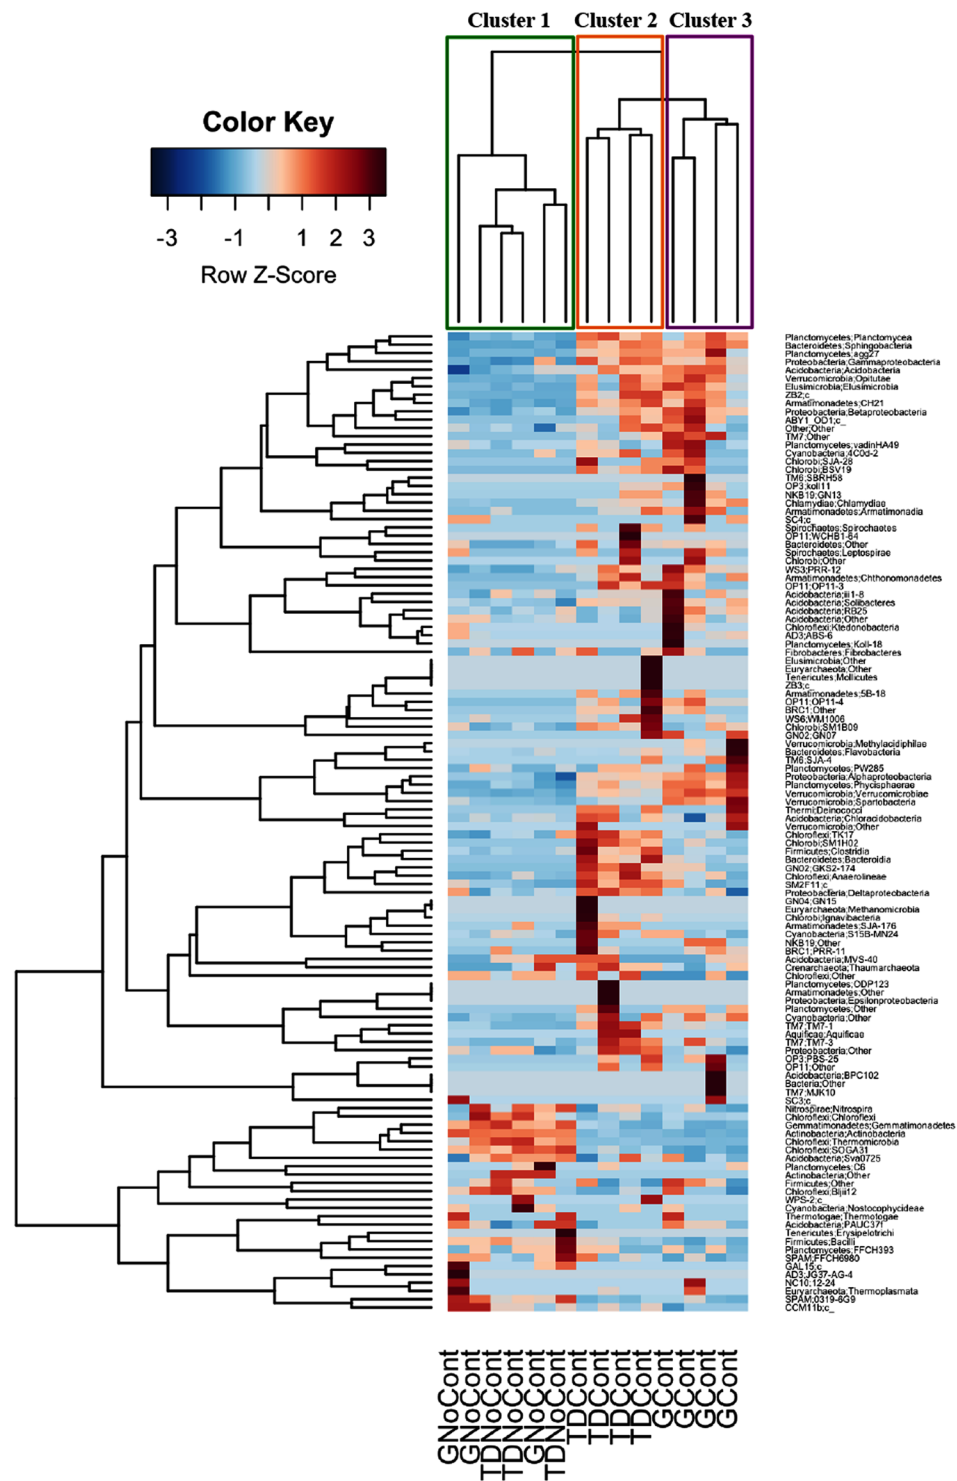 Cluster 1 Cluster 2 Cluster 3
Color Key
-3 -1 1 2 3
Row Z-Score
Planctomycetes;Planctomycea
Bacteroidetes;Sphingobacteria
Planctomycetes;agg27
Proteobacteria;Gammaproteobacteria
Acidobacteria;Acidobacteria
Verrucomicrobia;Opitutae
Elusimicrobia;Elusimicrobia
ZB2;c_
Armatimonadetes;CH21
Proteobacteria;Betaproteobacteria
ABY1_OD1;c_
Other;Other
TM7;Other
Planctomycetes;vadinHA49
Cyanobacteria;4C0d-2
Chlorobi;SJA-28
Chlorobi;BSV19
TM6;SBRH58
OP3;koll11
NKB19;GN13
Chlamydiae;Chlamydiae
Armatimonadetes;Armatimonadia
SC4;c_
Spirochaetes;Spirochaetes
OP11;WCHB1-64
Bacteroidetes;Other
Spirochaetes;Leptospirae
Chlorobi;Other
WS3;PRR-12
Armatimonadetes;Chthonomonadetes
OP11;OP11-3
Acidobacteria;iii1-8
Acidobacteria;Solibacteres
Acidobacteria;RB25
Acidobacteria;Other
Chloroflexi;Ktedonobacteria
AD3;ABS-6
Planctomycetes;Koll-18
Fibrobacteres;Fibrobacteres
Elusimicrobia;Other
Euryarchaeota;Other
Tenericutes;Mollicutes
ZB3;c_
Armatimonadetes;5B-18
OP11;OP11-4
BRC1;Other
WS6;WM1006
Chlorobi;SM1B09
GN02;GN07
Verrucomicrobia;Methylacidiphilae
Bacteroidetes;Flavobacteria
TM6;SJA-4
Planctomycetes;PW285
Proteobacteria;Alphaproteobacteria
Planctomycetes;Phycisphaerae
Verrucomicrobia;Verrucomicrobiae
Verrucomicrobia;Spartobacteria
Thermi;Deinococci
Acidobacteria;Chloracidobacteria
Verrucomicrobia;Other
Chloroflexi;TK17
Chlorobi;SM1H02
Firmicutes;Clostridia
Bacteroidetes;Bacteroidia
GN02;GKS2-174
Chloroflexi;Anaerolineae
SM2F11;c_
Proteobacteria;Deltaproteobacteria
GN04;GN15
Euryarchaeota;Methanomicrobia
Chlorobi;Ignavibacteria
Armatimonadetes;SJA-176
Cyanobacteria;S15B-MN24
NKB19;Other
BRC1;PRR-11
Acidobacteria;MVS-40
Crenarchaeota;Thaumarchaeota
Chloroflexi;Other
Planctomycetes;ODP123
Armatimonadetes;Other
Proteobacteria;Epsilonproteobacteria
Planctomycetes;Other
Cyanobacteria;Other
TM7;TM7-1
Aquificae;Aquificae
TM7;TM7-3
Proteobacteria;Other
OP3;PBS-25
OP11;Other
Acidobacteria;BPC102
Bacteria;Other
TM7;MJK10
SC3;c_
Nitrospirae;Nitrospira
Chloroflexi;Chloroflexi
Gemmatimonadetes;Gemmatimonadetes
Actinobacteria;Actinobacteria
Chloroflexi;Thermomicrobia
Chloroflexi;SOGA31
Acidobacteria;Sva0725
Planctomycetes;C6
Actinobacteria;Other
Firmicutes;Other
Chloroflexi;Bljii12
WPS-2;c_
Cyanobacteria;Nostocophycideae
Thermotogae;Thermotogae
Acidobacteria;PAUC37f
Tenericutes;Erysipelotrichi
Firmicutes;Bacilli
Planctomycetes;FFCH393
SPAM;FFCH6980
GAL15;c_
AD3;JG37-AG-4
NC10;12-24
Euryarchaeota;Thermoplasmata
SPAM;0319-6G9
CCM11b;c_
GNoCont
GNoCont
TDNoCont
TDNoCont
GNoCont
TDNoCont
TDCont
TDCont
TDCont
TDCont
GCont
GCont
GCont
GCont